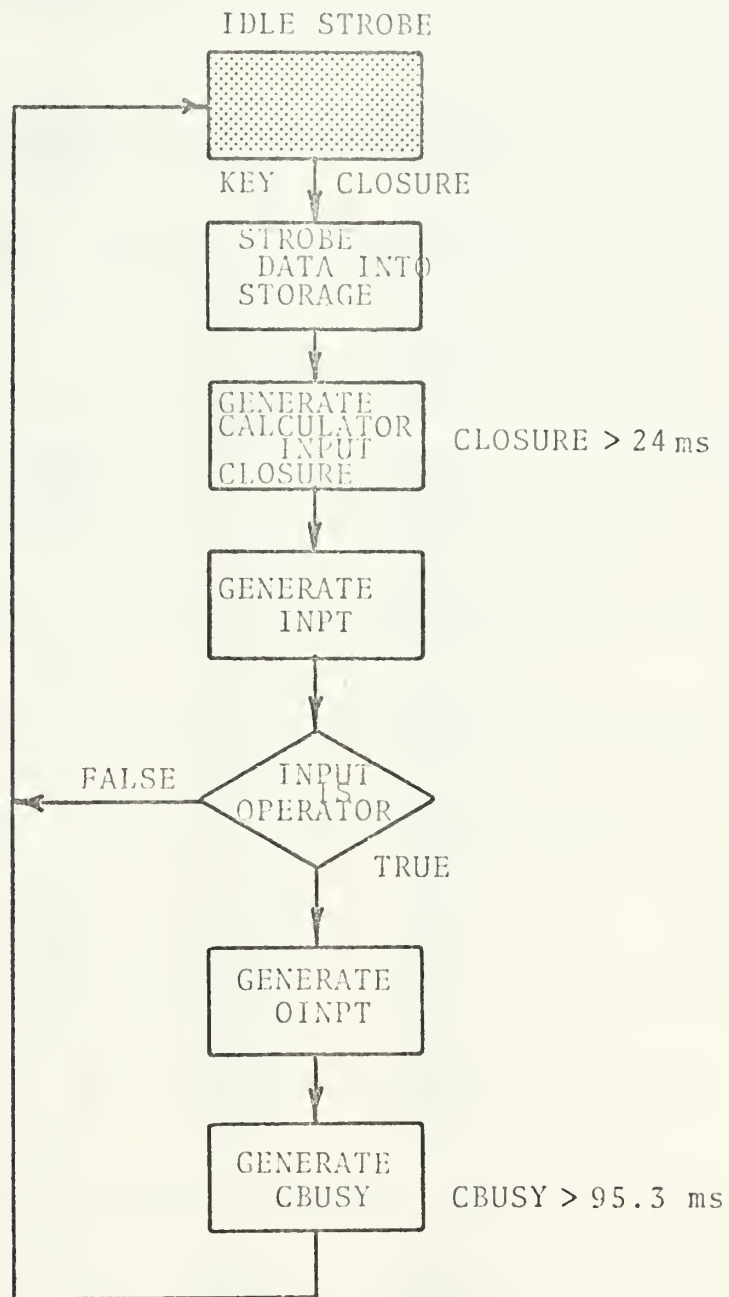 IDLE STROBE
KEY CLOSURE
STROBE
DATA INTO
STORAGE
GENERATE
CALCULATOR
INPUT
CLOSURE
CLOSURE > 24 ms
GENERATE
INPT
FALSE
INPUT
IS
OPERATOR
TRUE
GENERATE
OINPT
GENERATE
CBUSY
CBUSY > 95.3 ms